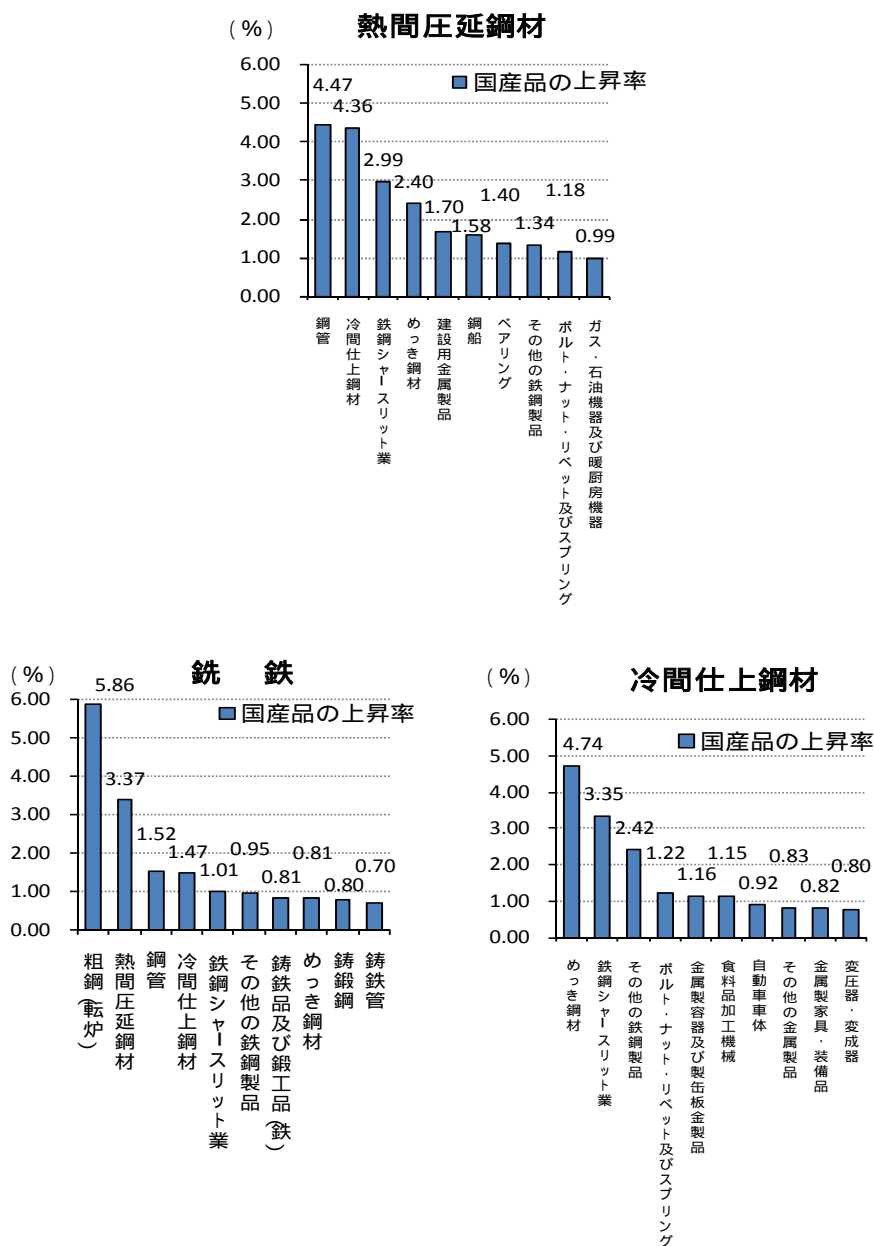 熱間圧延鋼材
(%)
国産品の上昇率
6.00
5.00
4.00
3.00
2.00
1.00
0.00
4.47
4.36
2.99
2.40
1.70
1.58
1.40
1.34
1.18
0.99
鋼管
冷間仕上鋼材
鉄鋼シャースリット業
めっき鋼材
建設用金属製品
鋼船
ベアリング
その他の鉄鋼製品
ボルト・ナット・リベット及びスプリング
ガス・石油機器及び暖厨房機器
銑 鉄
(%)
国産品の上昇率
6.00
5.00
4.00
3.00
2.00
1.00
0.00
5.86
3.37
1.52
1.47
1.01
0.95
0.81
0.81
0.80
0.70
粗鋼(転炉)
熱間圧延鋼材
鋼管
冷間仕上鋼材
鉄鋼シャースリット業
その他の鉄鋼製品
鋳鉄品及び鍛工品(鉄)
めっき鋼材
鋳鍛鋼
鋳鉄管
冷間仕上鋼材
(%)
国産品の上昇率
6.00
5.00
4.00
3.00
2.00
1.00
0.00
4.74
3.35
2.42
1.22
1.16
1.15
0.92
0.83
0.82
0.80
めっき鋼材
鉄鋼シャースリット業
その他の鉄鋼製品
ボルト・ナット・リベット及びスプリング
金属製容器及び製缶板金製品
食料品加工機械
自動車車体
その他の金属製品
金属製家具・装備品
変圧器・変成器